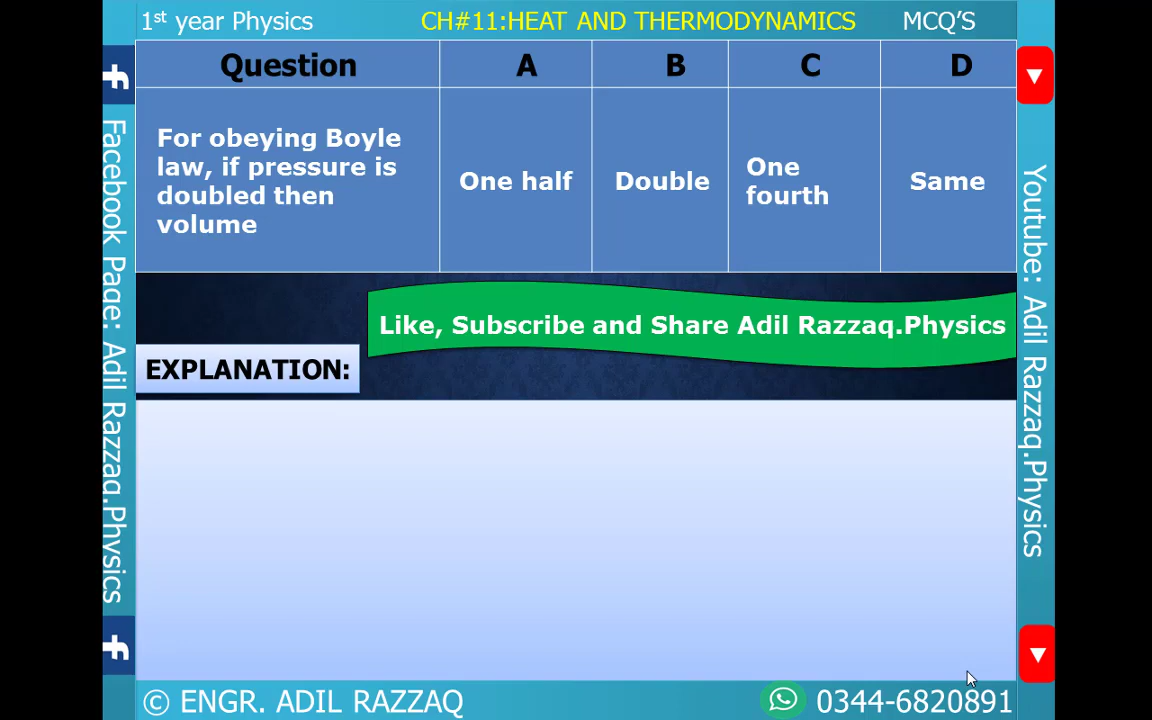 1st year Physics CH#11:HEAT AND THERMODYNAMICS MCQ'S
Question A B C D
For obeying Boyle
law, if pressure is
doubled then
volume
One half
Double
One
fourth
Same
Like, Subscribe and Share Adil Razzaq.Physics
EXPLANATION:
Facebook Page: Adil Razzaq.Physics
Youtube: Adil Razzaq.Physics
© ENGR. ADIL RAZZAQ 0344-6820891